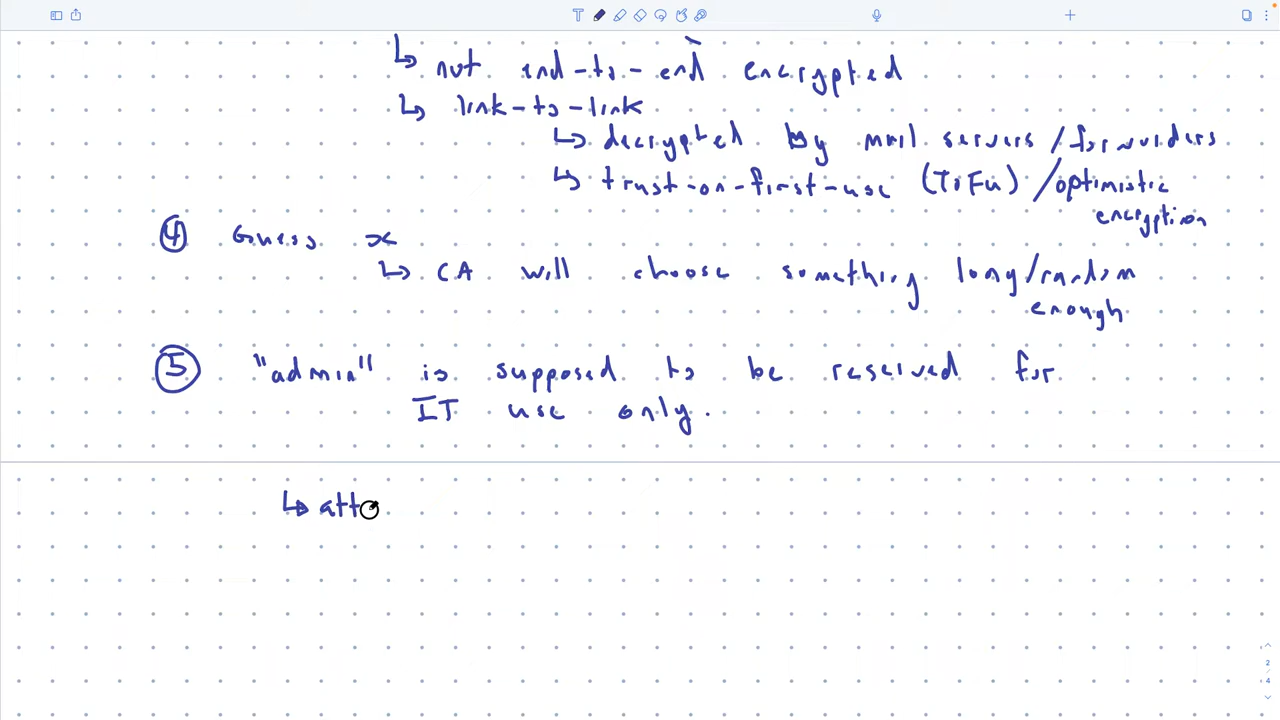 ↳ not end-to-end encrypted
↳ link-to-link
↳ decrypted by mail servers/forwarders
↳ trust-on-first-use (ToFu) /optimistic
encryption
④ Guess x
↳ CA will choose something long/random
enough
⑤ "admin" is supposed to be reserved for
IT use only.
↳ att
2
4